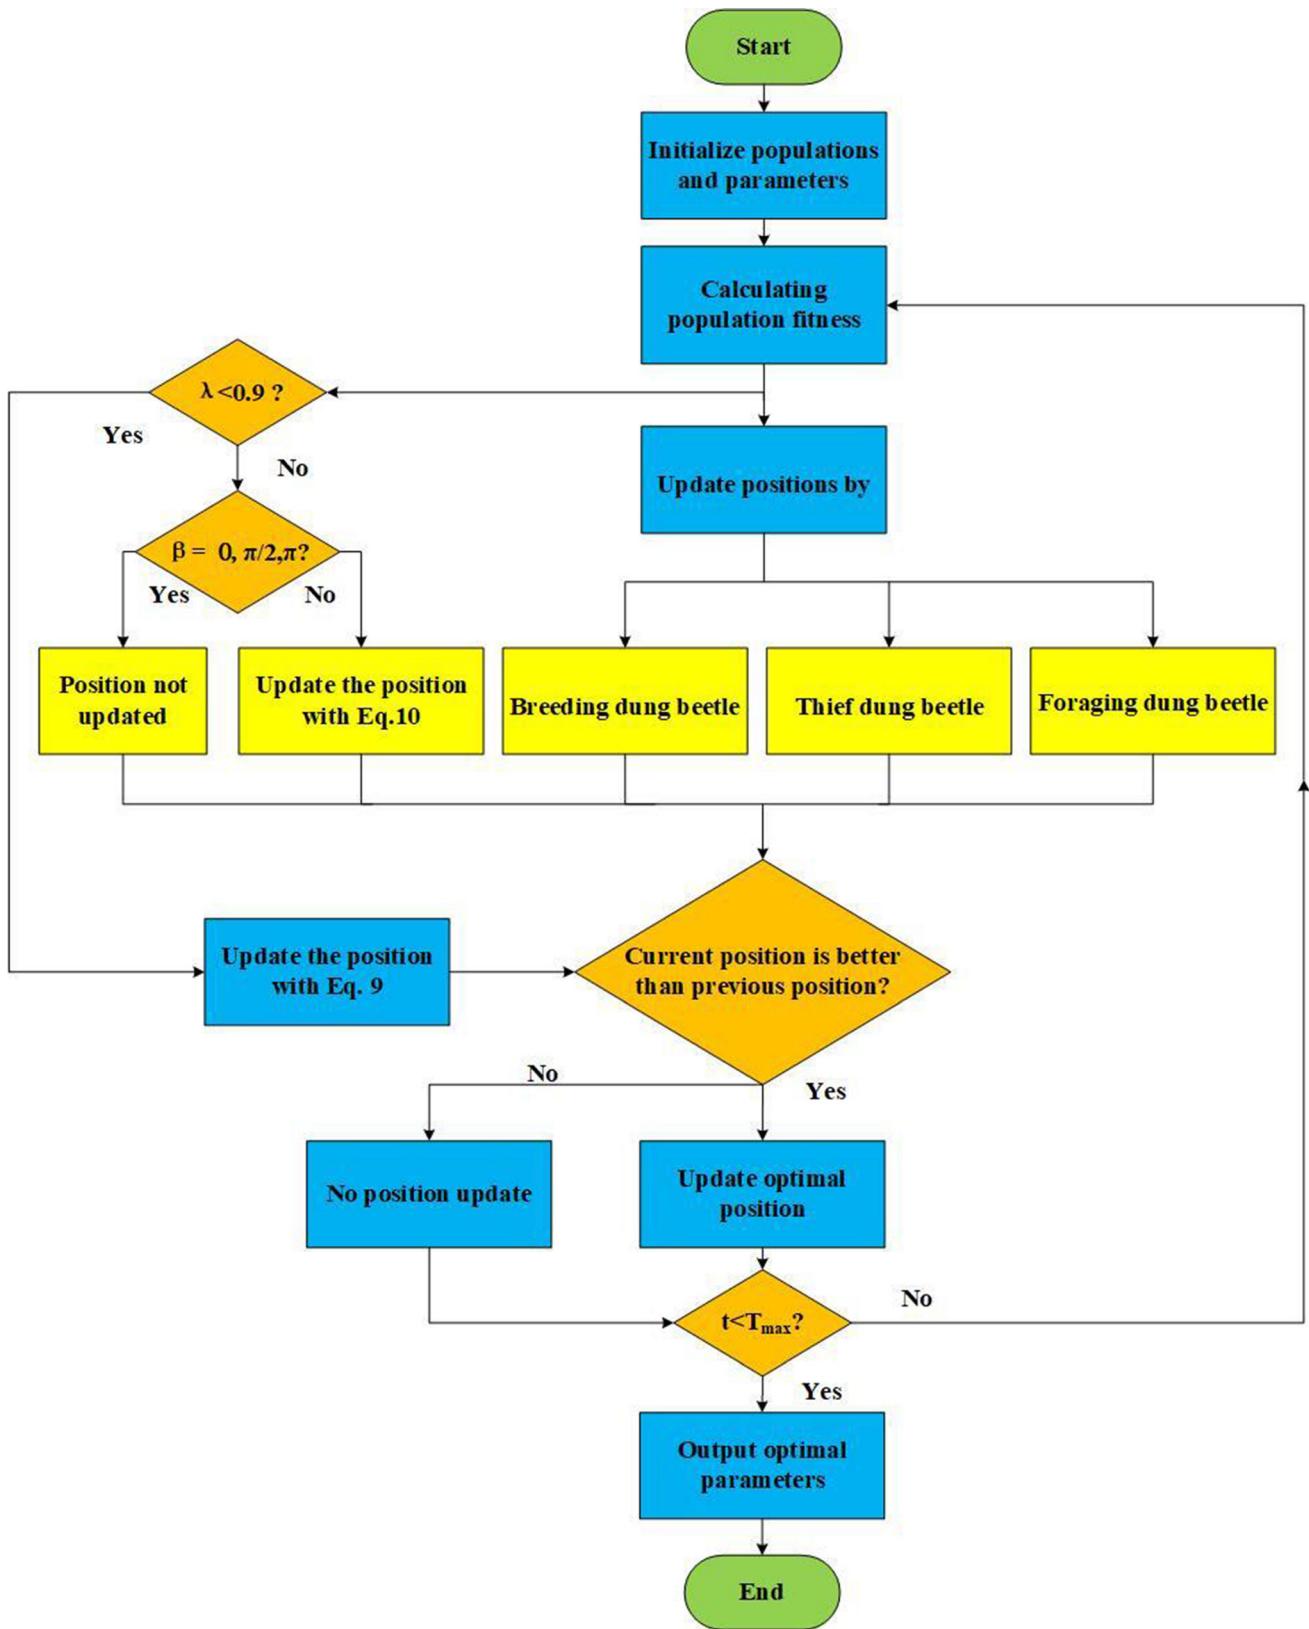 Start
Initialize populations
and parameters
Calculating
population fitness
λ<0.9 ?
Yes
No
Update positions by
β = 0, π/2,π?
Yes
No
Position not
updated
Update the position
with Eq.10
Breeding dung beetle
Thief dung beetle
Foraging dung beetle
Update the position
with Eq. 9
Current position is better
than previous position?
No
Yes
No position update
Update optimal
position
t<Tmax?
No
Yes
Output optimal
parameters
End